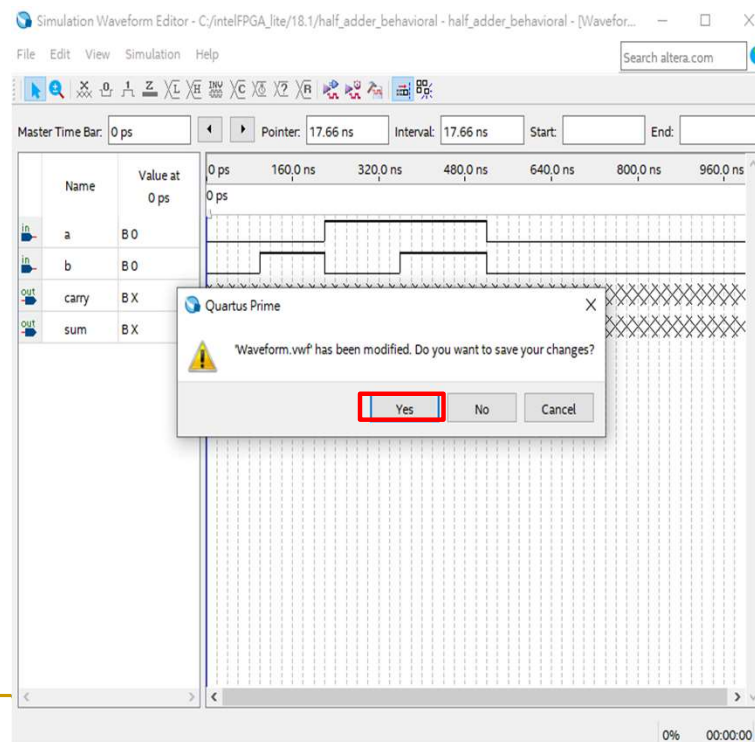 Simulation Waveform Editor - C:/intelFPGA_lite/18.1/half_adder_behavioral - half_adder_behavioral - [Wavefor...
File Edit View Simulation Help
Search altera.com
Master Time Bar: 0 ps Pointer: 17.66 ns Interval: 17.66 ns Start: End:
Name Value at 0 ps
0 ps 160.0 ns 320.0 ns 480.0 ns 640.0 ns 800.0 ns 960.0 ns
0 ps
in a B 0
in b B 0
out carry B X
out sum B X
Quartus Prime
'Waveform.vwf' has been modified. Do you want to save your changes?
Yes No Cancel
0% 00:00:00